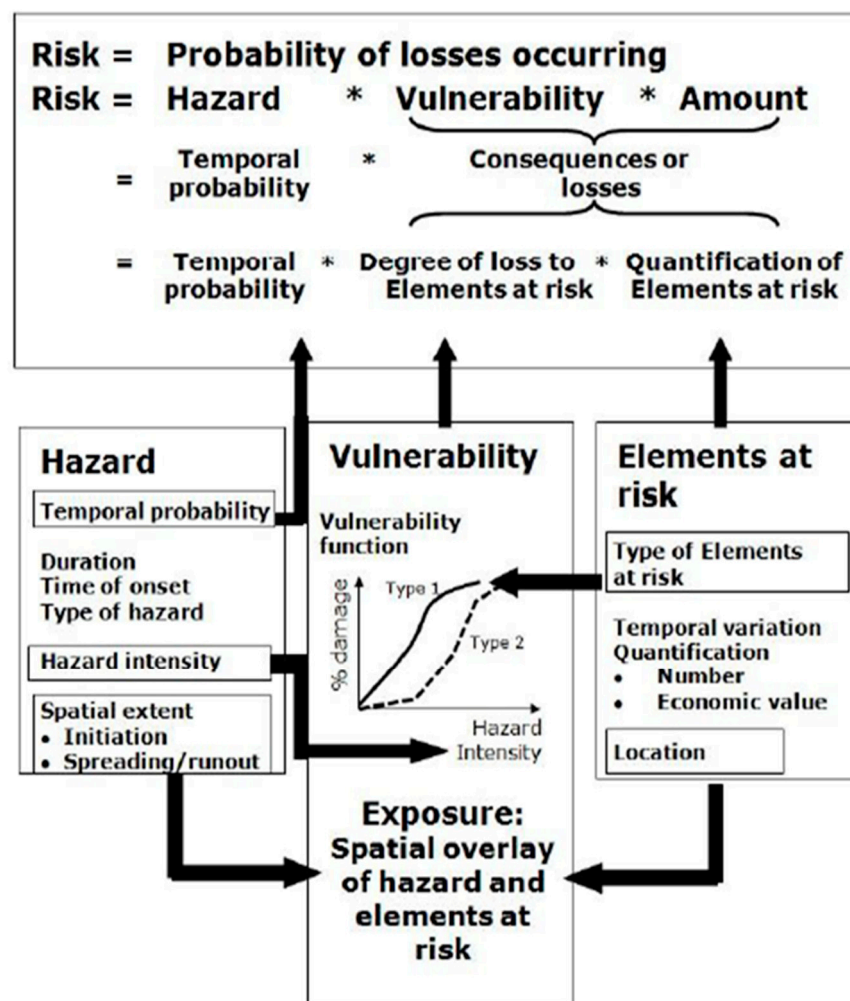 Risk = Probability of losses occurring
Risk = Hazard * Vulnerability * Amount
= Temporal probability * Consequences or losses
= Temporal probability * Degree of loss to Elements at risk * Quantification of Elements at risk
Hazard
Temporal probability
Duration
Time of onset
Type of hazard
Hazard intensity
Spatial extent
• Initiation
• Spreading/runout
Vulnerability
Vulnerability
function
% damage
Type 1
Type 2
Hazard
Intensity
Exposure:
Spatial overlay
of hazard and
elements at
risk
Elements at
risk
Type of Elements
at risk
Temporal variation
Quantification
• Number
• Economic value
Location